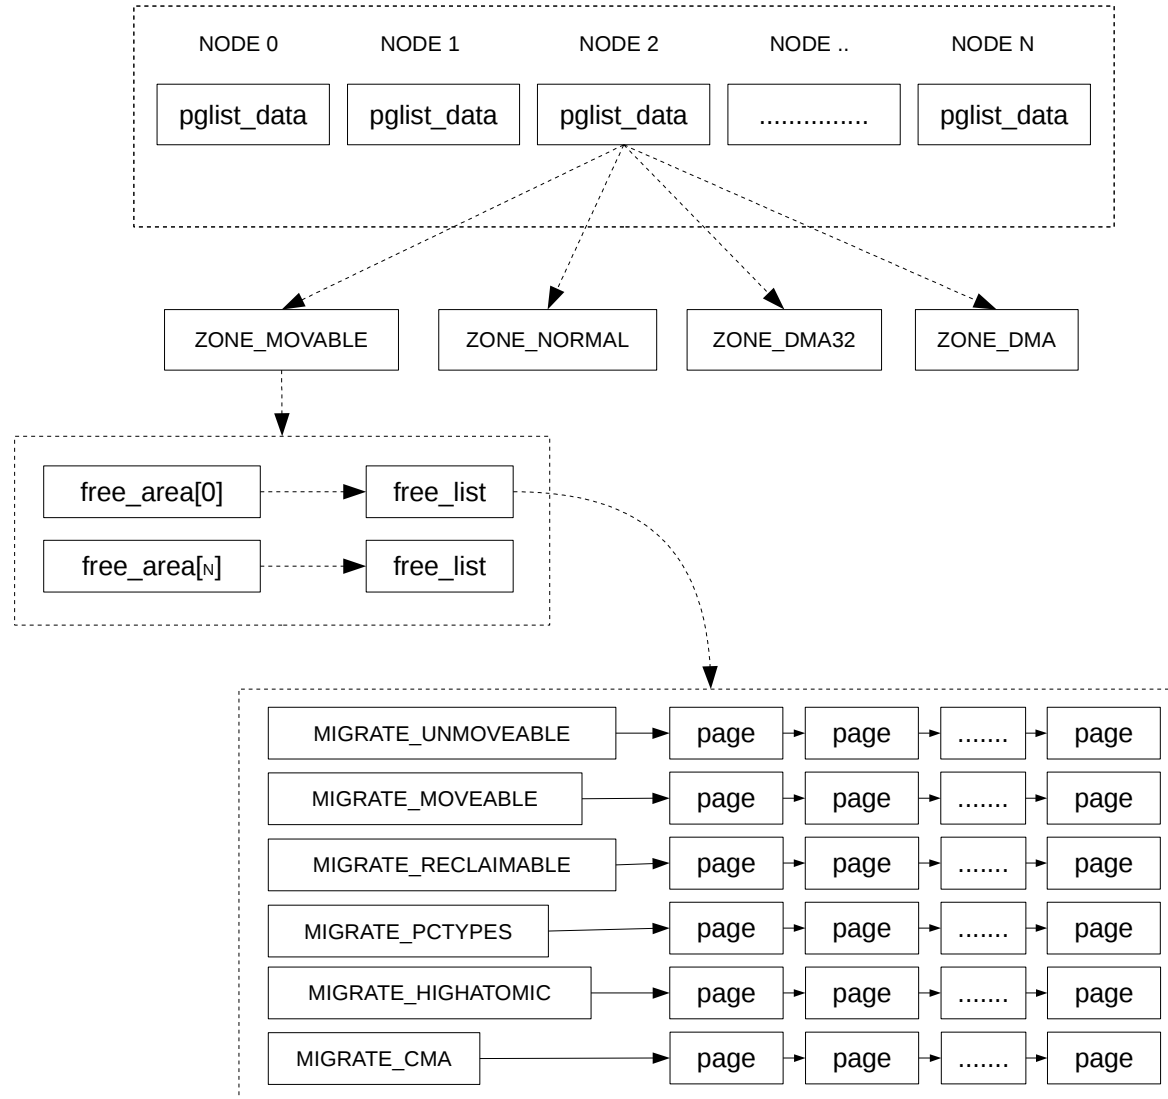 NODE 0 NODE 1 NODE 2 NODE .. NODE N
pglist_data pglist_data pglist_data ............... pglist_data
ZONE_MOVABLE ZONE_NORMAL ZONE_DMA32 ZONE_DMA
free_area[0] free_list
free_area[N] free_list
MIGRATE_UNMOVEABLE page page ....... page
MIGRATE_MOVEABLE page page ....... page
MIGRATE_RECLAIMABLE page page ....... page
MIGRATE_PCTYPES page page ....... page
MIGRATE_HIGHATOMIC page page ....... page
MIGRATE_CMA page page ....... page